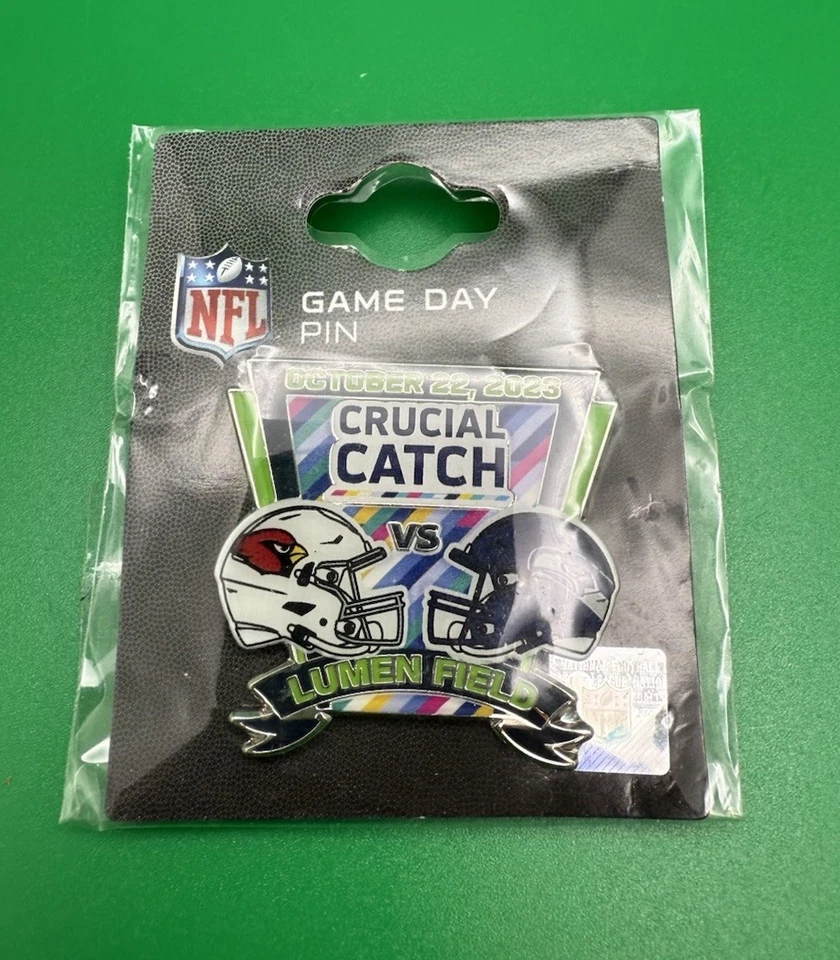 NFL
GAME DAY
PIN
OCTOBER 22, 2023
CRUCIAL
CATCH
VS
LUMEN FIELD